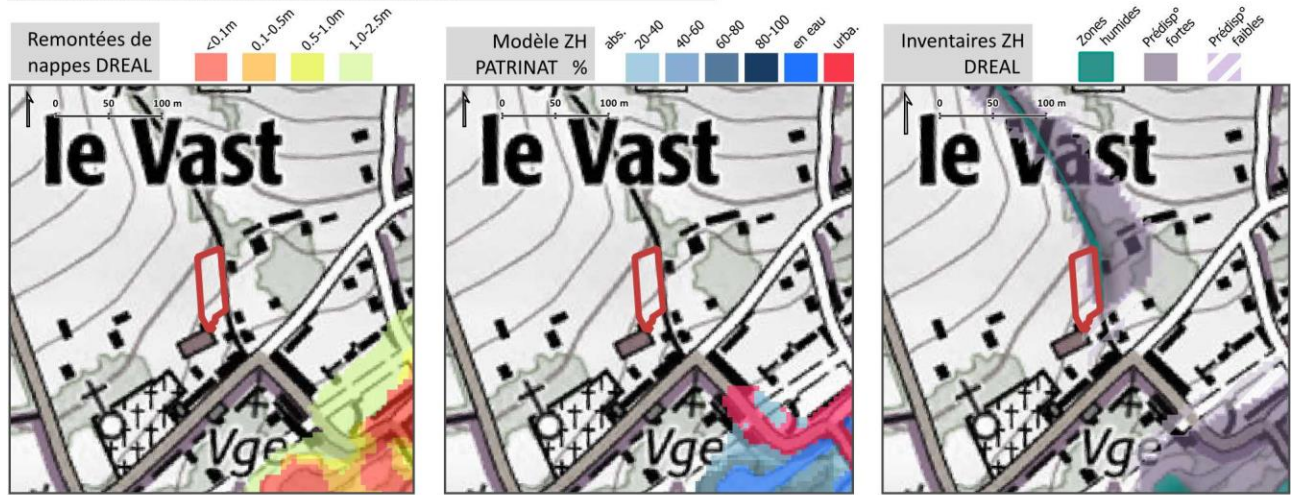 Remontées de
nappes DREAL
<0.1m
0.1-0.5m
0.5-1.0m
1.0-2.5m
Modèle ZH
PATRINAT %
abs.
20-40
40-60
60-80
80-100
en eau
urba.
Inventaires ZH
DREAL
Zones
humides
Prédisp°
fortes
Prédisp°
faibles
0 50 100 m
le Vast
Vge
0 50 100 m
le Vast
Vge
0 50 100 m
le Vast
Vge